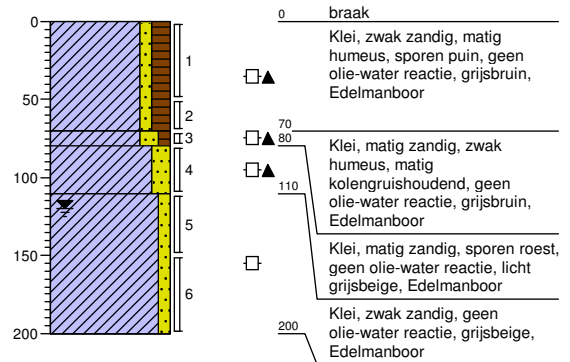 0
50
100
150
200
1
2
3
4
5
6
0 braak
Klei, zwak zandig, matig
humeus, sporen puin, geen
olie-water reactie, grijsbruin,
Edelmanboor
70
80
Klei, matig zandig, zwak
humeus, matig
kolengruishoudend, geen
olie-water reactie, grijsbruin,
Edelmanboor
110
Klei, matig zandig, sporen roest,
geen olie-water reactie, licht
grijsbeige, Edelmanboor
Klei, zwak zandig, geen
olie-water reactie, grijsbeige,
Edelmanboor
200